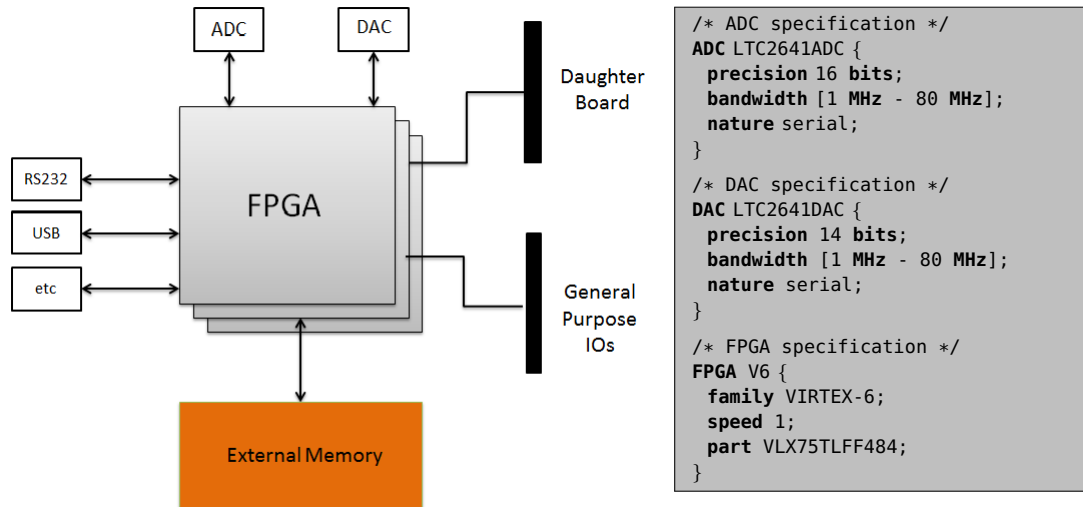 ADC
DAC
Daughter
Board
RS232
USB
etc
FPGA
General
Purpose
IOs
External Memory
/* ADC specification */
ADC LTC2641ADC {
precision 16 bits;
bandwidth [1 MHz - 80 MHz];
nature serial;
}
/* DAC specification */
DAC LTC2641DAC {
precision 14 bits;
bandwidth [1 MHz - 80 MHz];
nature serial;
}
/* FPGA specification */
FPGA V6 {
family VIRTEX-6;
speed 1;
part VLX75TLFF484;
}